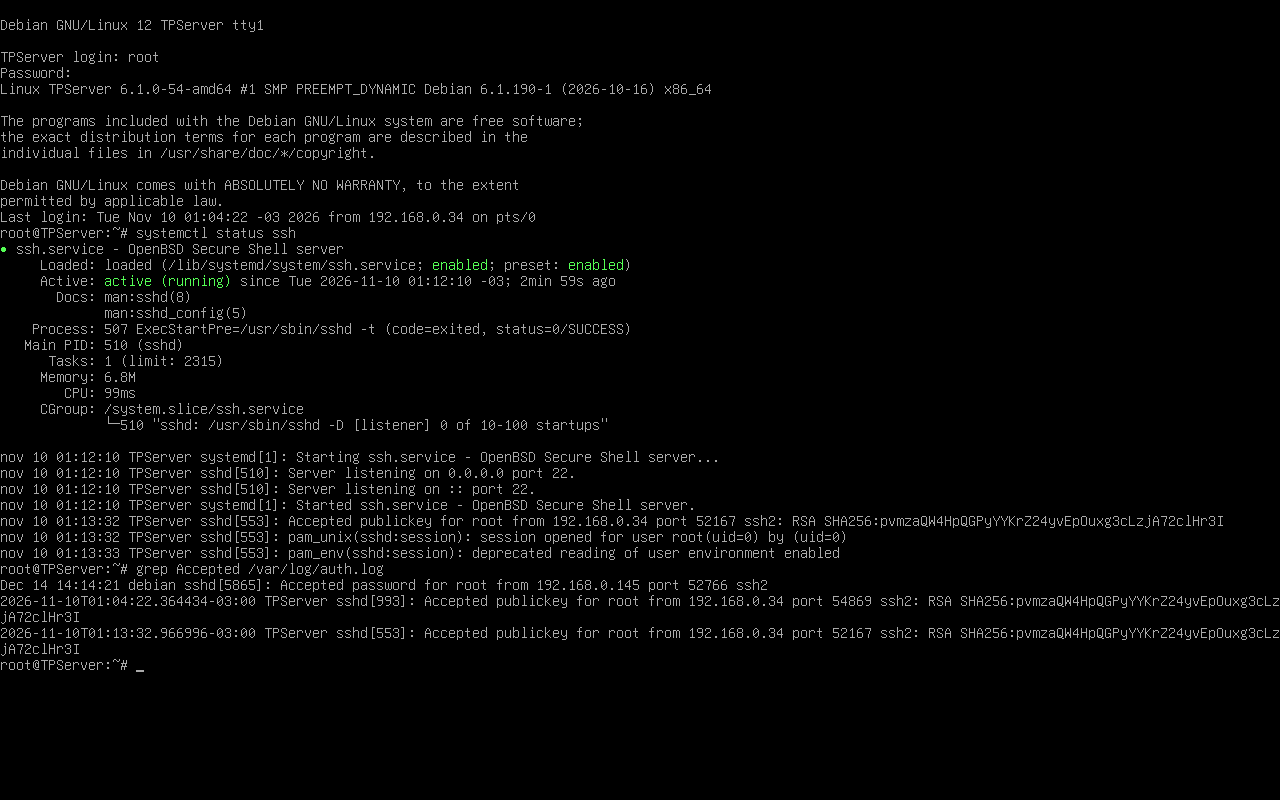 Debian GNU/Linux 12 TPServer tty1
TPServer login: root
Password:
Linux TPServer 6.1.0-54-amd64 #1 SMP PREEMPT_DYNAMIC Debian 6.1.190-1 (2026-10-16) x86_64
The programs included with the Debian GNU/Linux system are free software;
the exact distribution terms for each program are described in the
individual files in /usr/share/doc/*/copyright.
Debian GNU/Linux comes with ABSOLUTELY NO WARRANTY, to the extent
permitted by applicable law.
Last login: Tue Nov 10 01:04:22 -03 2026 from 192.168.0.34 on pts/0
root@TPServer:~# systemctl status ssh
● ssh.service - OpenBSD Secure Shell server
     Loaded: loaded (/lib/systemd/system/ssh.service; enabled; preset: enabled)
     Active: active (running) since Tue 2026-11-10 01:12:10 -03; 2min 59s ago
       Docs: man:sshd(8)
             man:sshd_config(5)
    Process: 507 ExecStartPre=/usr/sbin/sshd -t (code=exited, status=0/SUCCESS)
   Main PID: 510 (sshd)
      Tasks: 1 (limit: 2315)
     Memory: 6.8M
        CPU: 99ms
     CGroup: /system.slice/ssh.service
             └─510 "sshd: /usr/sbin/sshd -D [listener] 0 of 10-100 startups"
nov 10 01:12:10 TPServer systemd[1]: Starting ssh.service - OpenBSD Secure Shell server...
nov 10 01:12:10 TPServer sshd[510]: Server listening on 0.0.0.0 port 22.
nov 10 01:12:10 TPServer sshd[510]: Server listening on :: port 22.
nov 10 01:12:10 TPServer systemd[1]: Started ssh.service - OpenBSD Secure Shell server.
nov 10 01:13:32 TPServer sshd[553]: Accepted publickey for root from 192.168.0.34 port 52167 ssh2: RSA SHA256:pvmzaQW4HpQGPyYYKrZ24yvEpOuxg3cLzjA72clHr3I
nov 10 01:13:32 TPServer sshd[553]: pam_unix(sshd:session): session opened for user root(uid=0) by (uid=0)
nov 10 01:13:33 TPServer sshd[553]: pam_env(sshd:session): deprecated reading of user environment enabled
root@TPServer:~# grep Accepted /var/log/auth.log
Dec 14 14:14:21 debian sshd[5865]: Accepted password for root from 192.168.0.145 port 52766 ssh2
2026-11-10T01:04:22.364434-03:00 TPServer sshd[993]: Accepted publickey for root from 192.168.0.34 port 54869 ssh2: RSA SHA256:pvmzaQW4HpQGPyYYKrZ24yvEpOuxg3cLz
jA72clHr3I
2026-11-10T01:13:32.966996-03:00 TPServer sshd[553]: Accepted publickey for root from 192.168.0.34 port 52167 ssh2: RSA SHA256:pvmzaQW4HpQGPyYYKrZ24yvEpOuxg3cLz
jA72clHr3I
root@TPServer:~# _